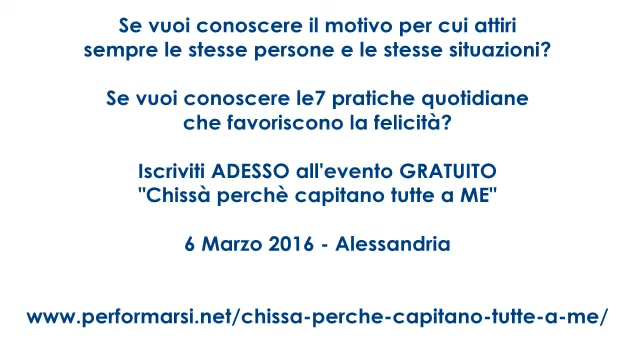 Se vuoi conoscere il motivo per cui attiri
sempre le stesse persone e le stesse situazioni?
Se vuoi conoscere le7 pratiche quotidiane
che favoriscono la felicità?
Iscriviti ADESSO all'evento GRATUITO
"Chissà perchè capitano tutte a ME"
6 Marzo 2016 - Alessandria
www.performarsi.net/chissa-perche-capitano-tutte-a-me/